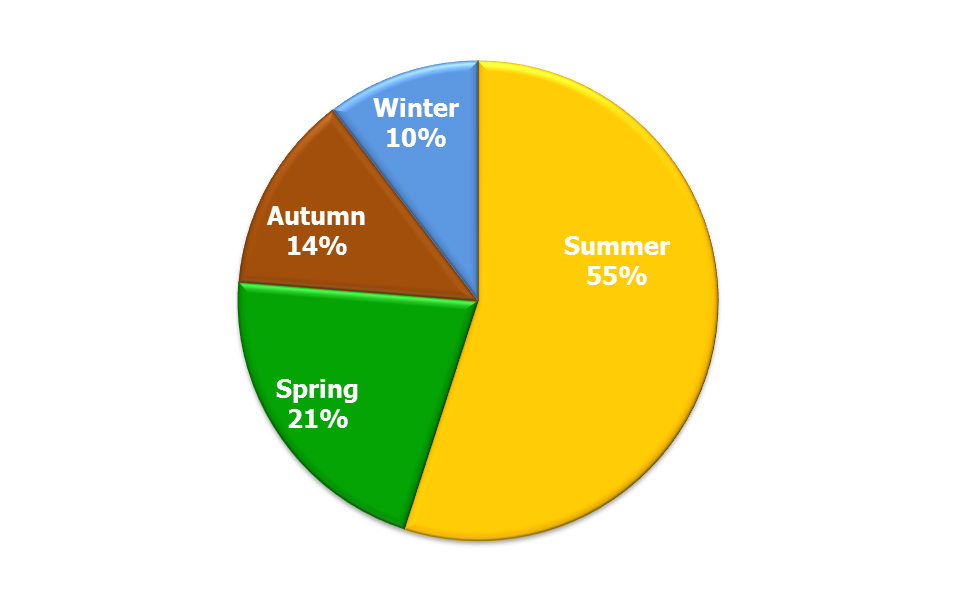 Winter
10%
Autumn
14%
Summer
55%
Spring
21%